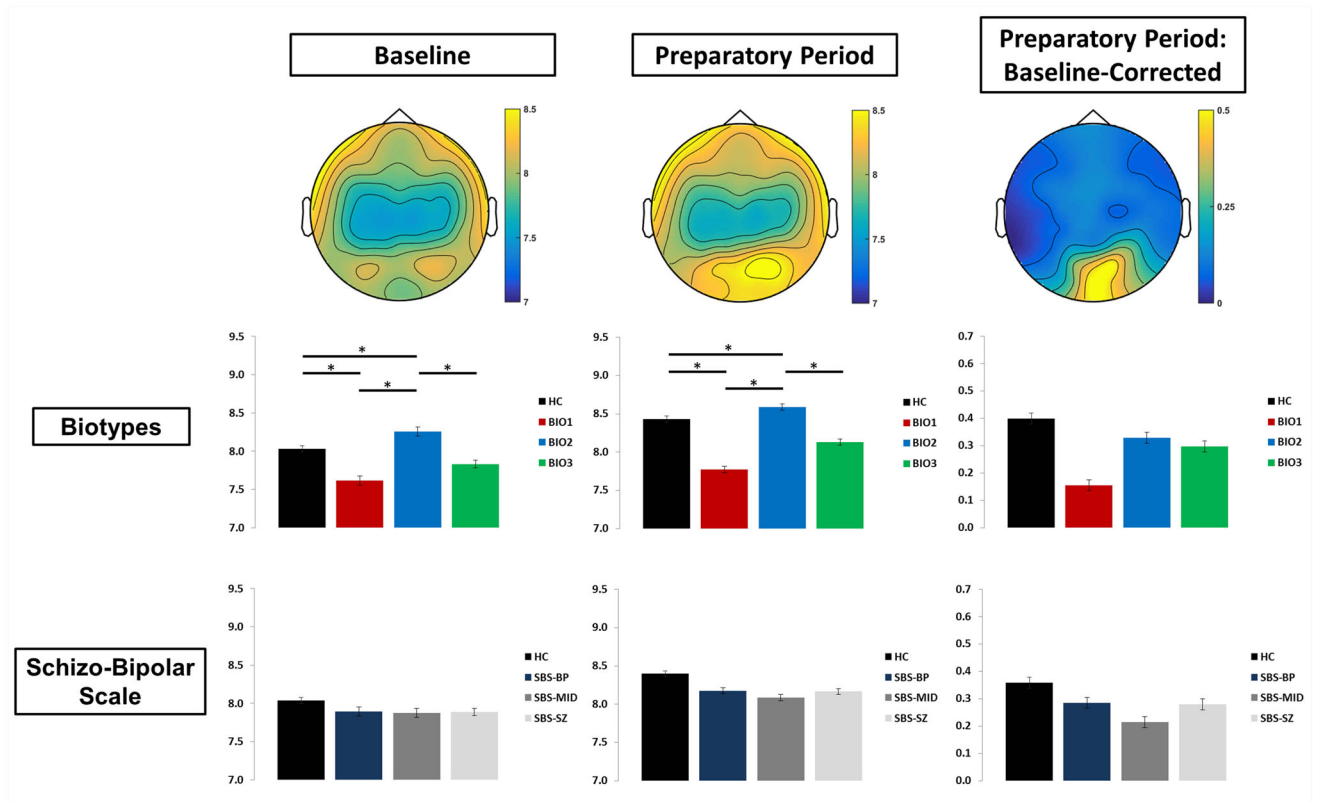 Baseline
Preparatory Period
Preparatory Period:
Baseline-Corrected
8.5
8
7.5
7
8.5
8
7.5
7
0.5
0.25
0
Biotypes
9.5
9.0
8.5
8.0
7.5
7.0
*
*
*
*
HC
BIO1
BIO2
BIO3
9.5
9.0
8.5
8.0
7.5
7.0
*
*
*
*
HC
BIO1
BIO2
BIO3
0.7
0.6
0.5
0.4
0.3
0.2
0.1
0.0
HC
BIO1
BIO2
BIO3
Schizo-Bipolar
Scale
9.5
9.0
8.5
8.0
7.5
7.0
HC
SBS-BP
SBS-MID
SBS-SZ
9.5
9.0
8.5
8.0
7.5
7.0
HC
SBS-BP
SBS-MID
SBS-SZ
0.7
0.6
0.5
0.4
0.3
0.2
0.1
0.0
HC
SBS-BP
SBS-MID
SBS-SZ